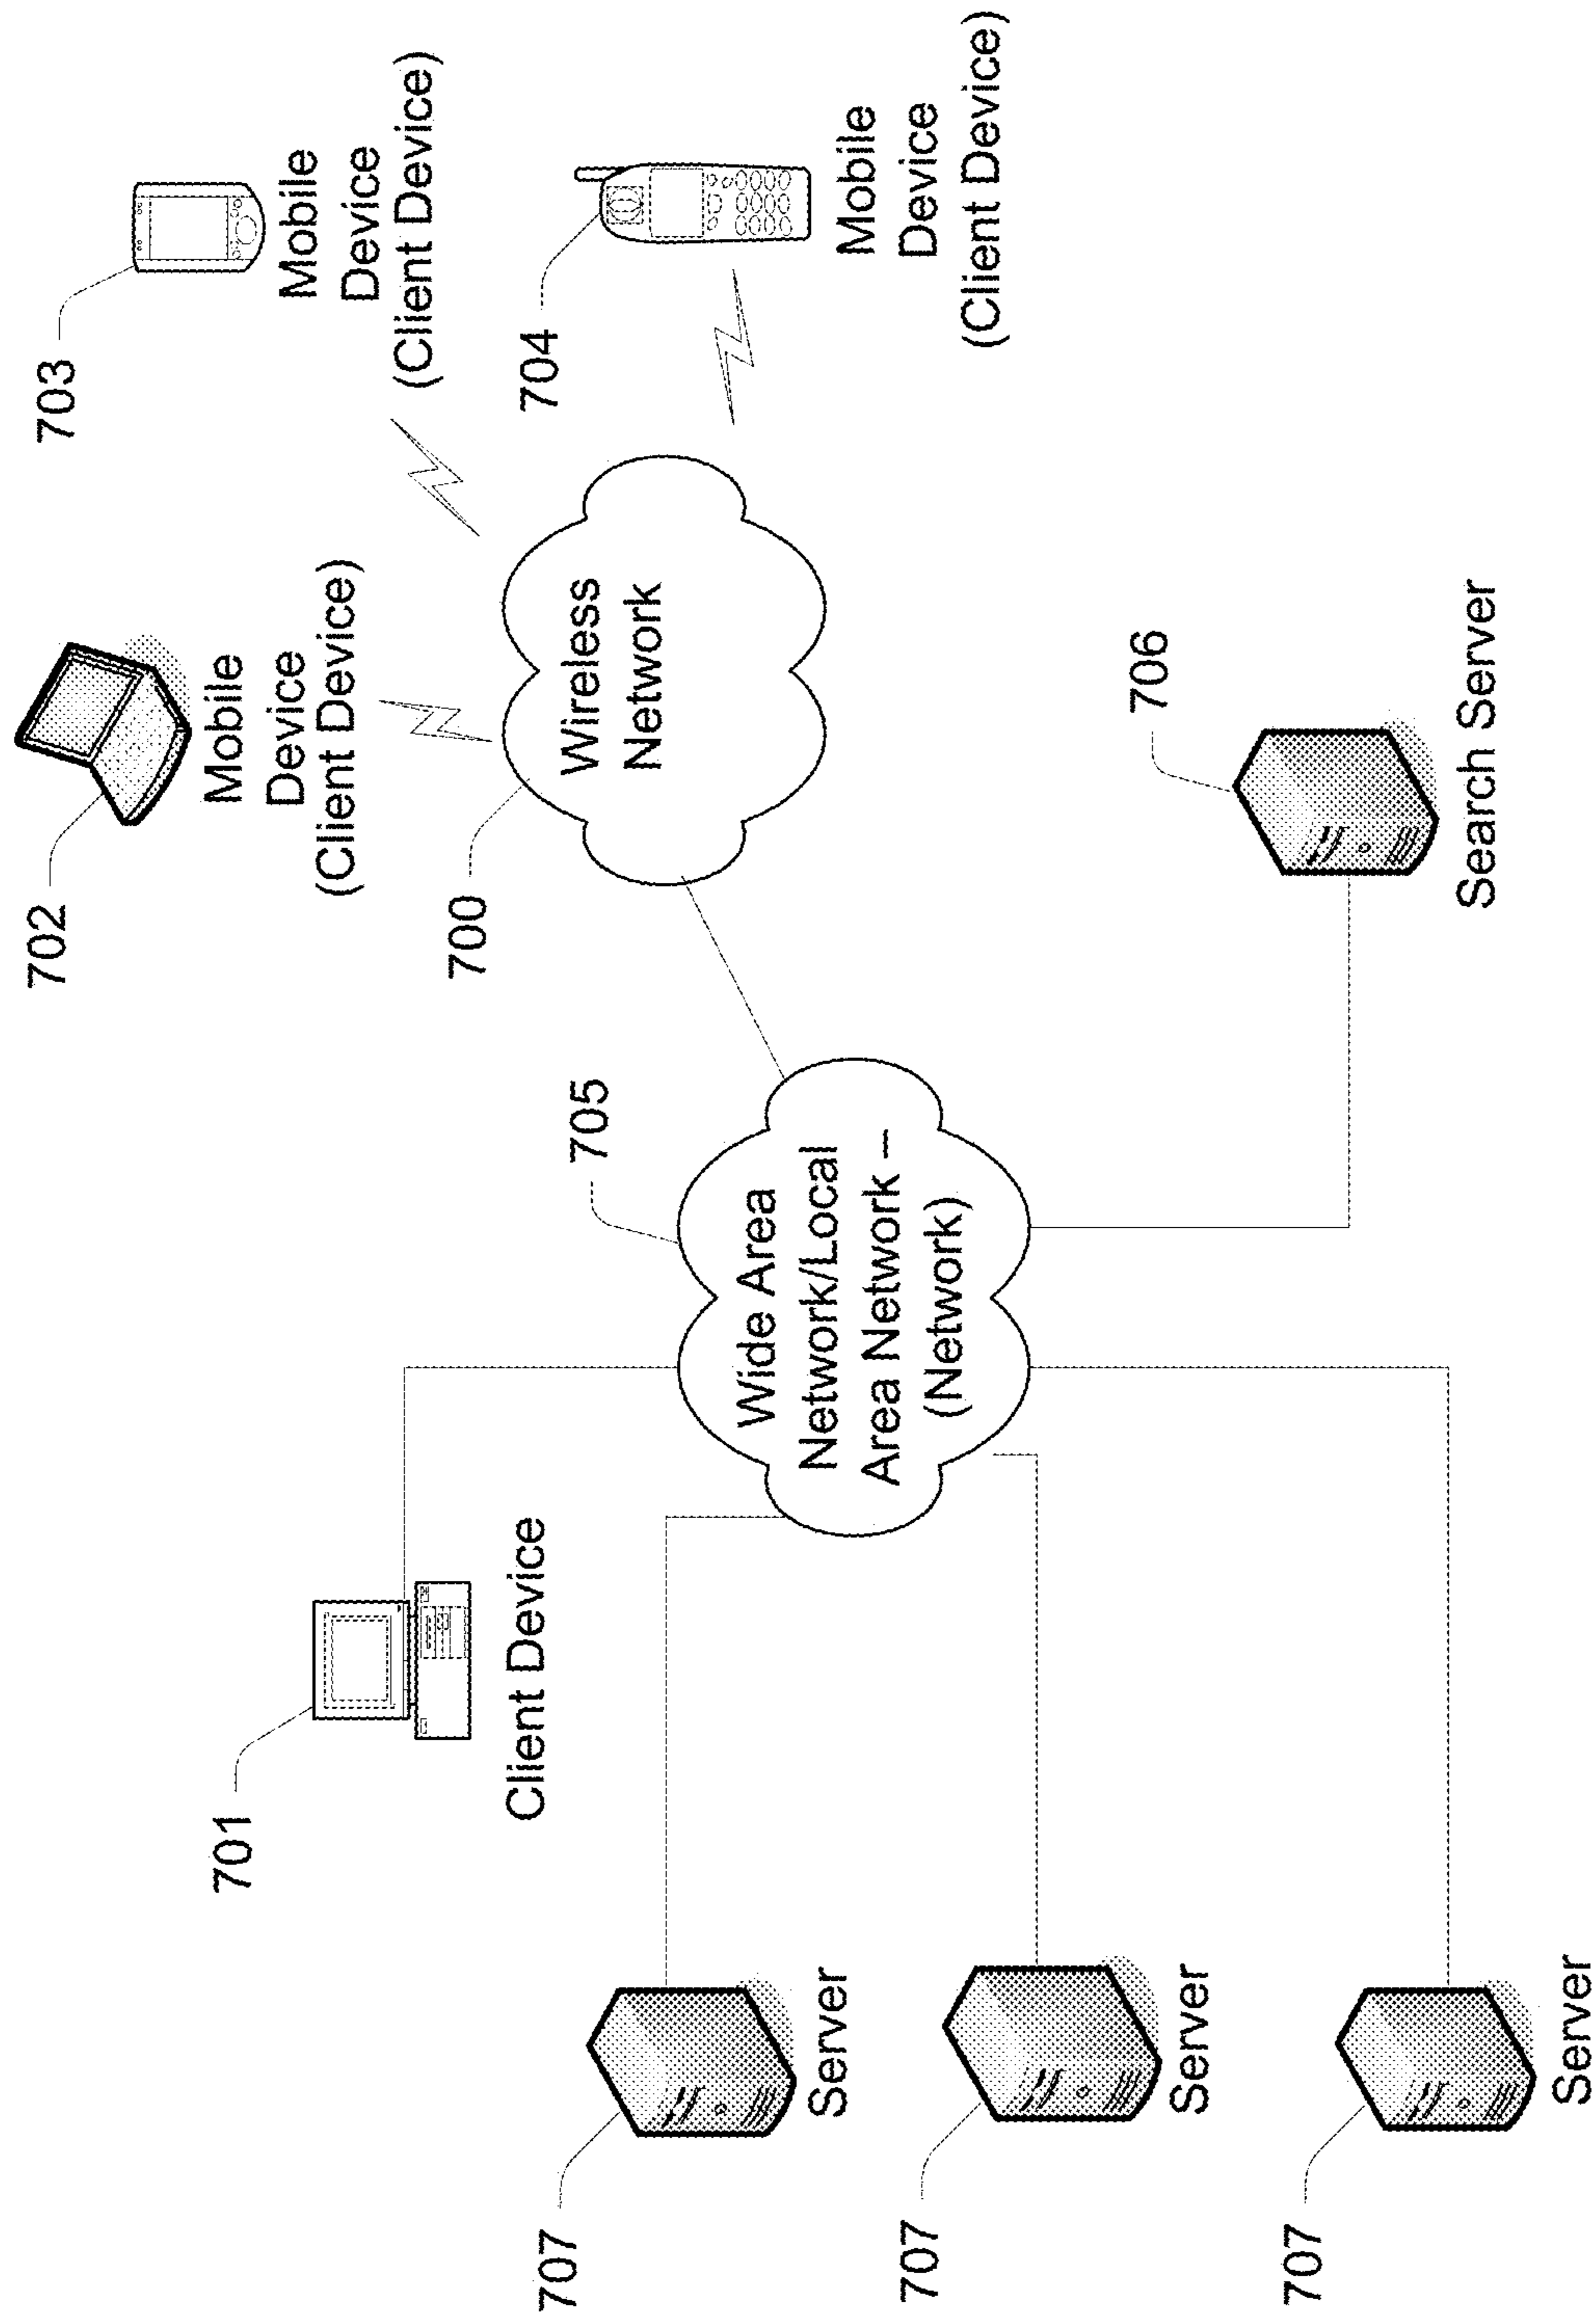 702
Mobile
Device
(Client Device)
703
Mobile
Device
(Client Device)
701
Client Device
700
Wireless
Network
704
Mobile
Device
(Client Device)
705
Wide Area
Network/Local
Area Network –
(Network)
707
Server
707
Server
707
Server
706
Search Server